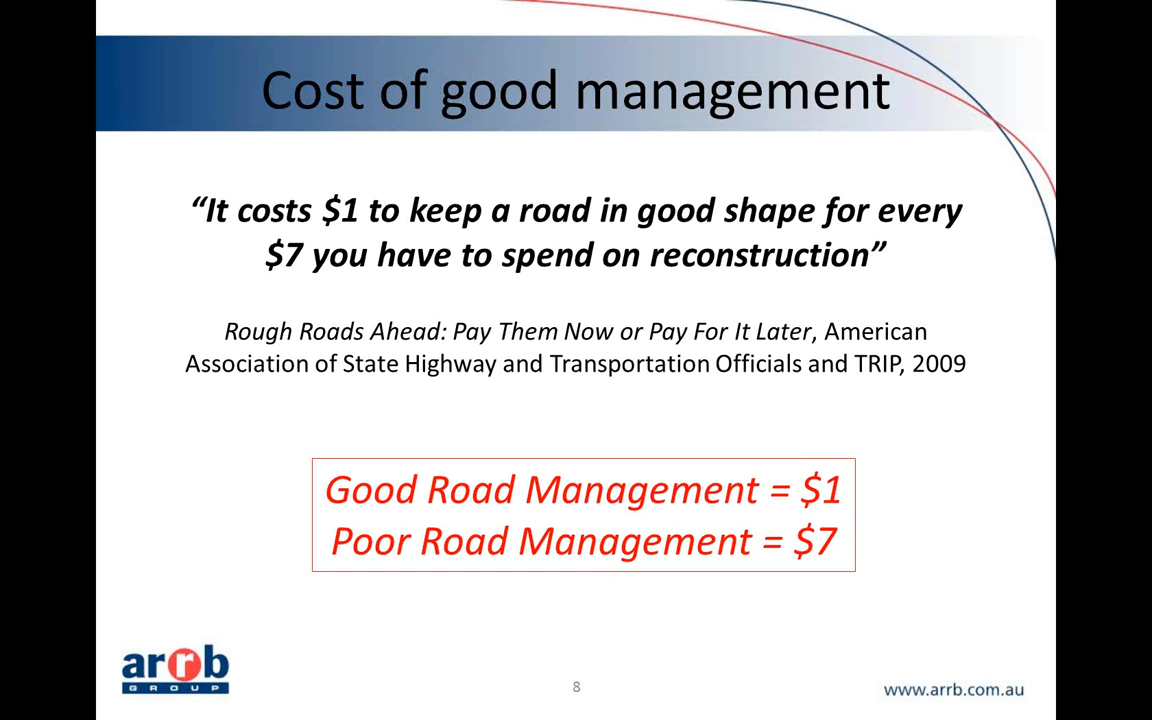 Cost of good management
“It costs $1 to keep a road in good shape for every
$7 you have to spend on reconstruction”
Rough Roads Ahead: Pay Them Now or Pay For It Later, American
Association of State Highway and Transportation Officials and TRIP, 2009
Good Road Management = $1
Poor Road Management = $7
arrb
GROUP
8
www.arrb.com.au